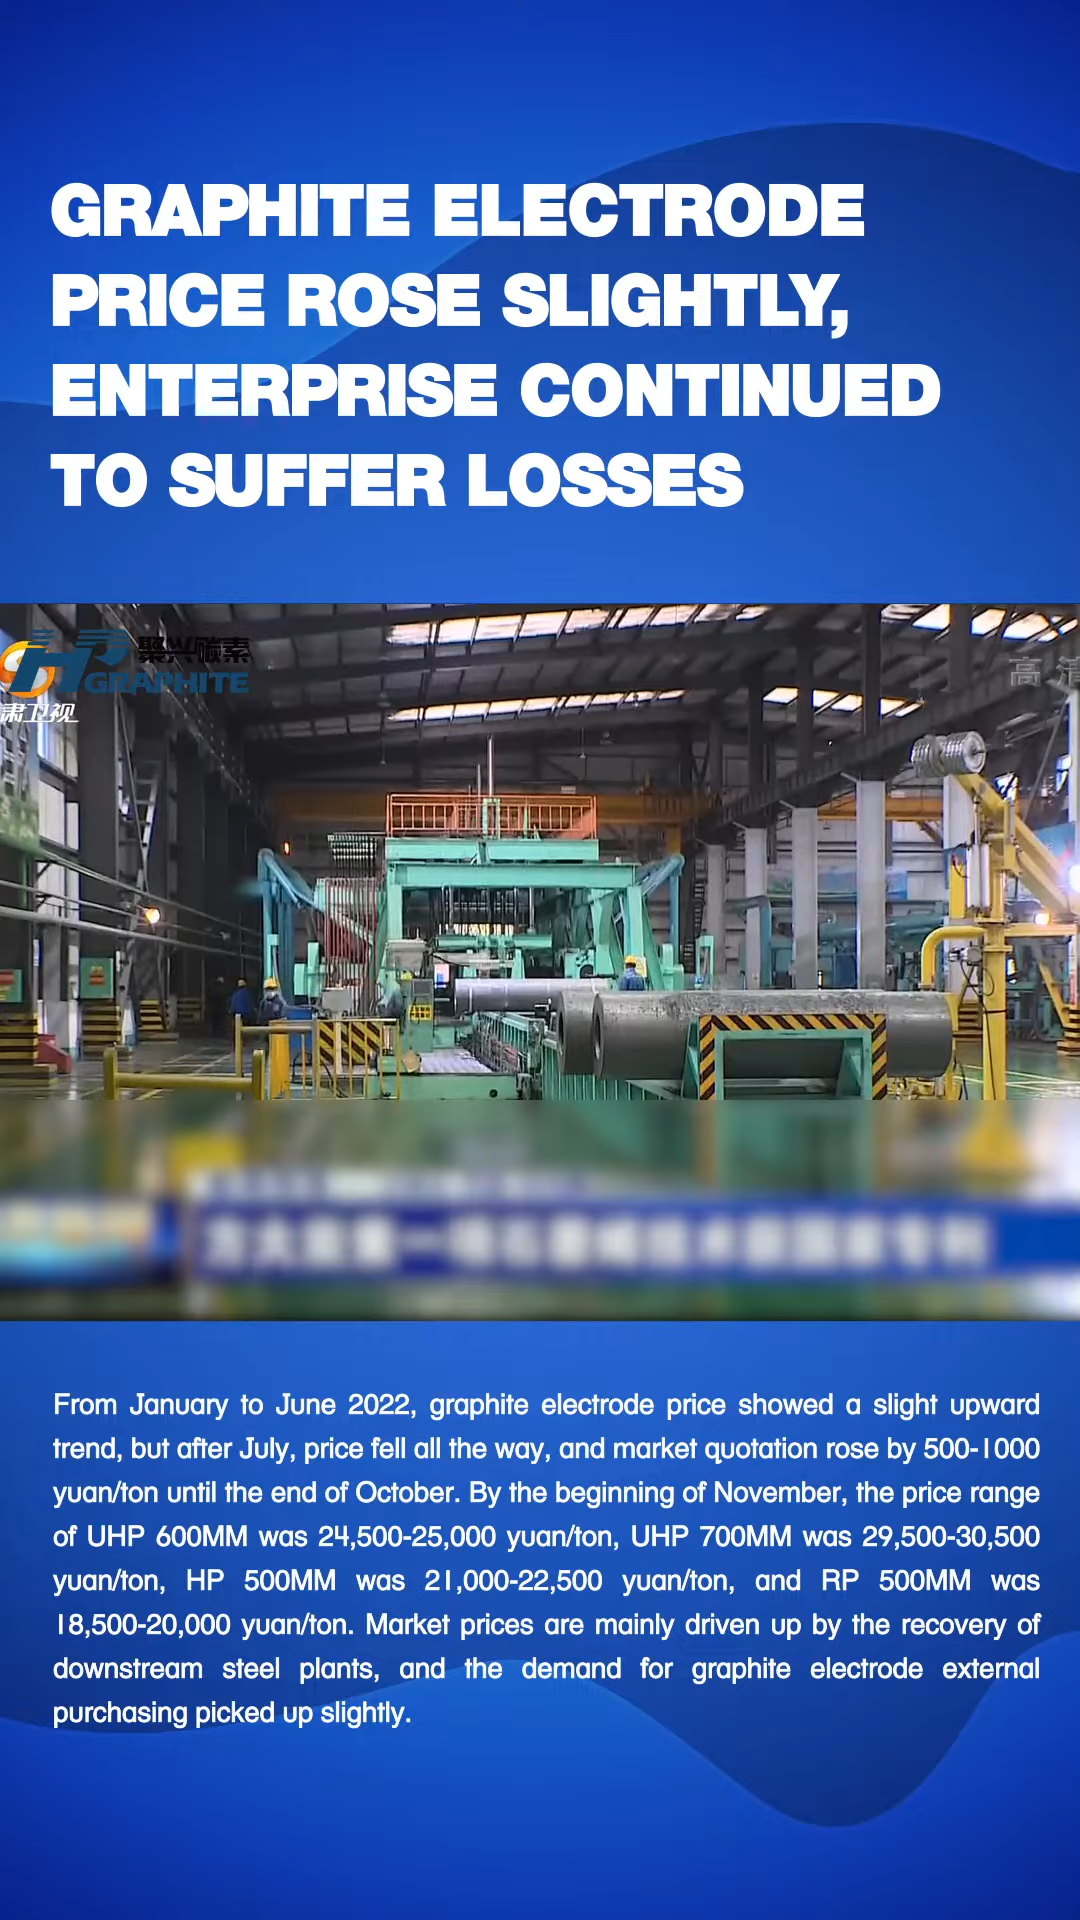 GRAPHITE ELECTRODE
PRICE ROSE SLIGHTLY,
ENTERPRISE CONTINUED
TO SUFFER LOSSES
聚兴碳素
GRAPHITE
肃卫视
高清
From January to June 2022, graphite electrode price showed a slight upward
trend, but after July, price fell all the way, and market quotation rose by 500-1000
yuan/ton until the end of October. By the beginning of November, the price range
of UHP 600MM was 24,500-25,000 yuan/ton, UHP 700MM was 29,500-30,500
yuan/ton, HP 500MM was 21,000-22,500 yuan/ton, and RP 500MM was
18,500-20,000 yuan/ton. Market prices are mainly driven up by the recovery of
downstream steel plants, and the demand for graphite electrode external
purchasing picked up slightly.